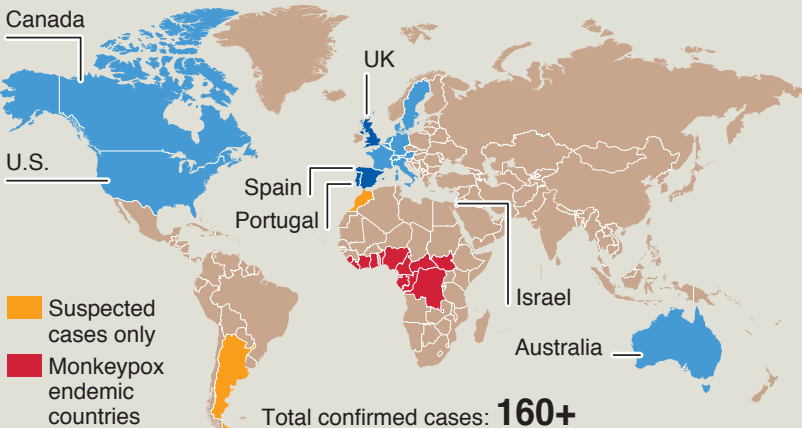 Canada
UK
U.S.
Spain
Portugal
Israel
Australia
Suspected
cases only
Monkeypox
endemic
countries
Total confirmed cases: 160+